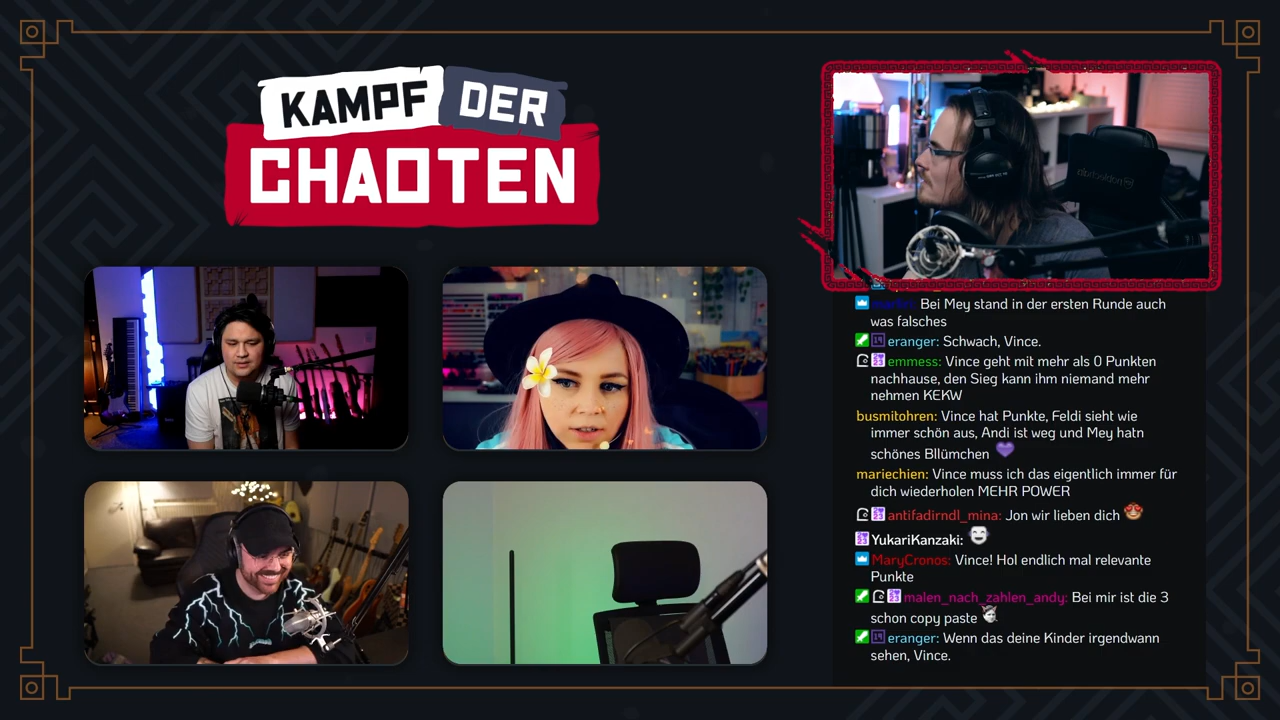 KAMPF DER
CHAOTEN
noblechairs
Bei Mey stand in der ersten Runde auch
was falsches
eranger: Schwach, Vince.
emmess: Vince geht mit mehr als 0 Punkten
nachhause, den Sieg kann ihm niemand mehr
nehmen KEKW
busmitohren: Vince hat Punkte, Feldi sieht wie
immer schön aus, Andi ist weg und Mey hatn
schönes Bllümchen
mariechien: Vince muss ich das eigentlich immer für
dich wiederholen MEHR POWER
antifadirndl_mina: Jon wir lieben dich
YukariKanzaki:
MaryCronos: Vince! Hol endlich mal relevante
Punkte
malen_nach_zahlen_andy: Bei mir ist die 3
schon copy paste
eranger: Wenn das deine Kinder irgendwann
sehen, Vince.